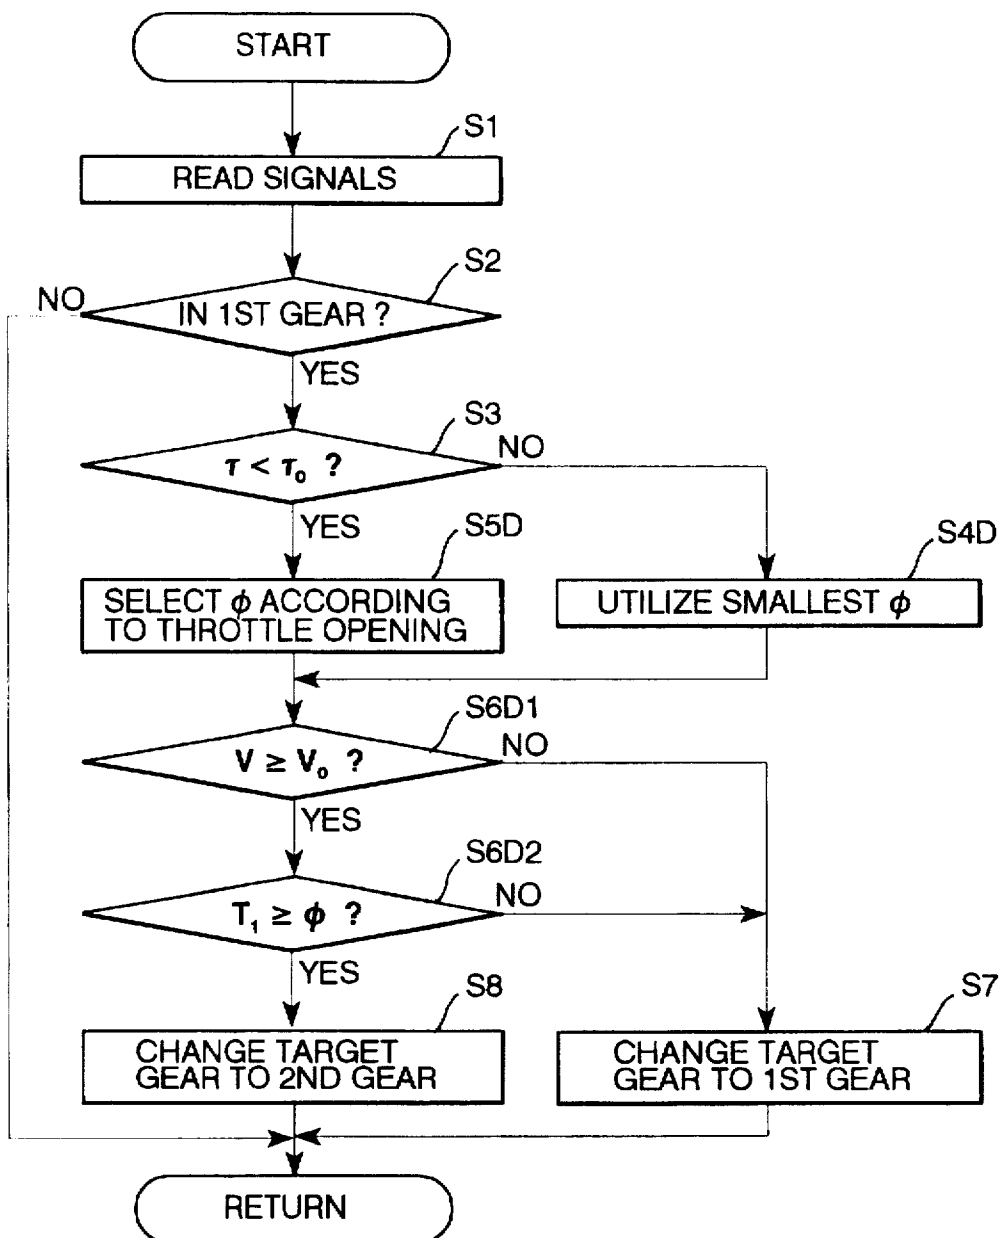 START
S1
READ SIGNALS
S2
NO
IN 1ST GEAR ?
YES
S3
NO
τ < τ₀ ?
YES
S5D
S4D
SELECT ϕ ACCORDING
TO THROTTLE OPENING
UTILIZE SMALLEST ϕ
S6D1
NO
V ≥ V₀ ?
YES
S6D2
NO
T₁ ≥ ϕ ?
YES
S8
S7
CHANGE TARGET
GEAR TO 2ND GEAR
CHANGE TARGET
GEAR TO 1ST GEAR
RETURN